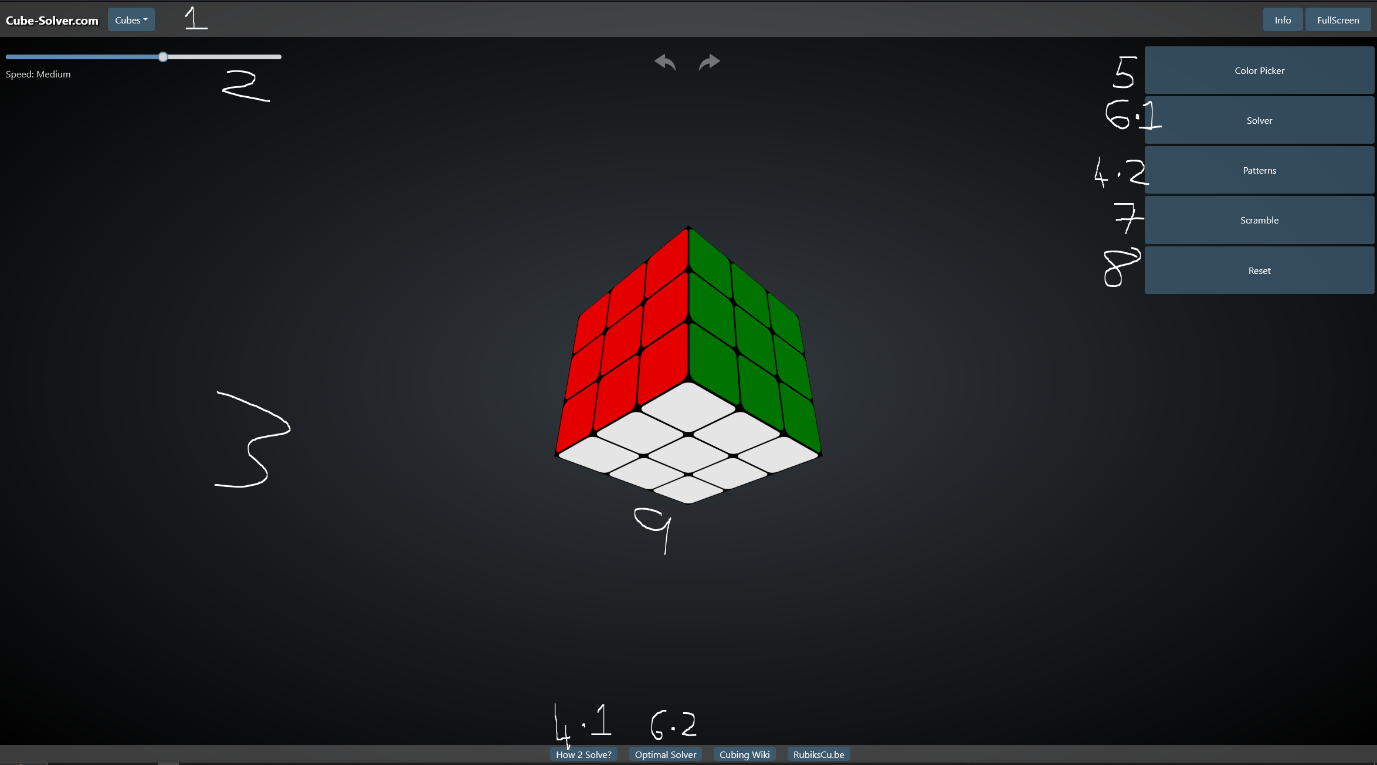 Cube-Solver.com Cubes 1 Info FullScreen
Speed: Medium
2
5 Color Picker
6.1 Solver
4.2 Patterns
7 Scramble
8 Reset
3
9
4.1 6.2
How 2 Solve? Optimal Solver Cubing Wiki RubiksCu.be